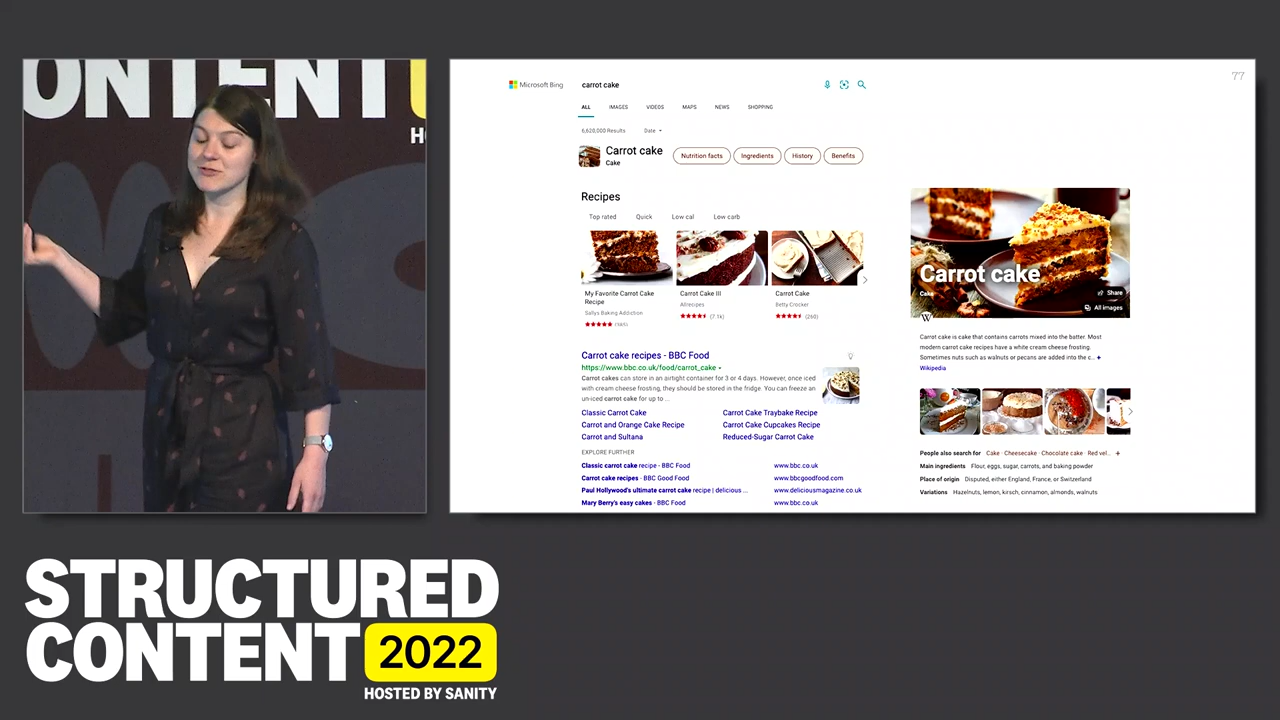 ONTENT
H
Microsoft Bing
carrot cake
77
ALL IMAGES VIDEOS MAPS NEWS SHOPPING
6,620,000 Results Date
Carrot cake
Cake
Nutrition facts Ingredients History Benefits
Recipes
Top rated Quick Low cal Low carb
My Favorite Carrot Cake Recipe
Sallys Baking Addiction
Carrot Cake III
Allrecipes
(7.1k)
Carrot Cake
Betty Crocker
(260)
Carrot cake recipes - BBC Food
https://www.bbc.co.uk/food/carrot_cake
Carrot cakes can store in an airtight container for 3 or 4 days. However, once iced
with cream cheese frosting, they should be stored in the fridge. You can freeze an
un-iced carrot cake for up to ...
Classic Carrot Cake Carrot Cake Traybake Recipe
Carrot and Orange Cake Recipe Carrot Cake Cupcakes Recipe
Carrot and Sultana Reduced-Sugar Carrot Cake
EXPLORE FURTHER
Classic carrot cake recipe - BBC Food www.bbc.co.uk
Carrot cake recipes - BBC Good Food www.bbcgoodfood.com
Paul Hollywood's ultimate carrot cake recipe | delicious ... www.deliciousmagazine.co.uk
Mary Berry's easy cakes - BBC Food www.bbc.co.uk
Carrot cake
Cake
Share
All images
W
Carrot cake is cake that contains carrots mixed into the batter. Most
modern carrot cake recipes have a white cream cheese frosting.
Sometimes nuts such as walnuts or pecans are added into the c... +
Wikipedia
People also search for Cake · Cheesecake · Chocolate cake · Red vel.. +
Main ingredients Flour, eggs, sugar, carrots, and baking powder
Place of origin Disputed, either England, France, or Switzerland
Variations Hazelnuts, lemon, kirsch, cinnamon, almonds, walnuts
STRUCTURED
CONTENT 2022
HOSTED BY SANITY